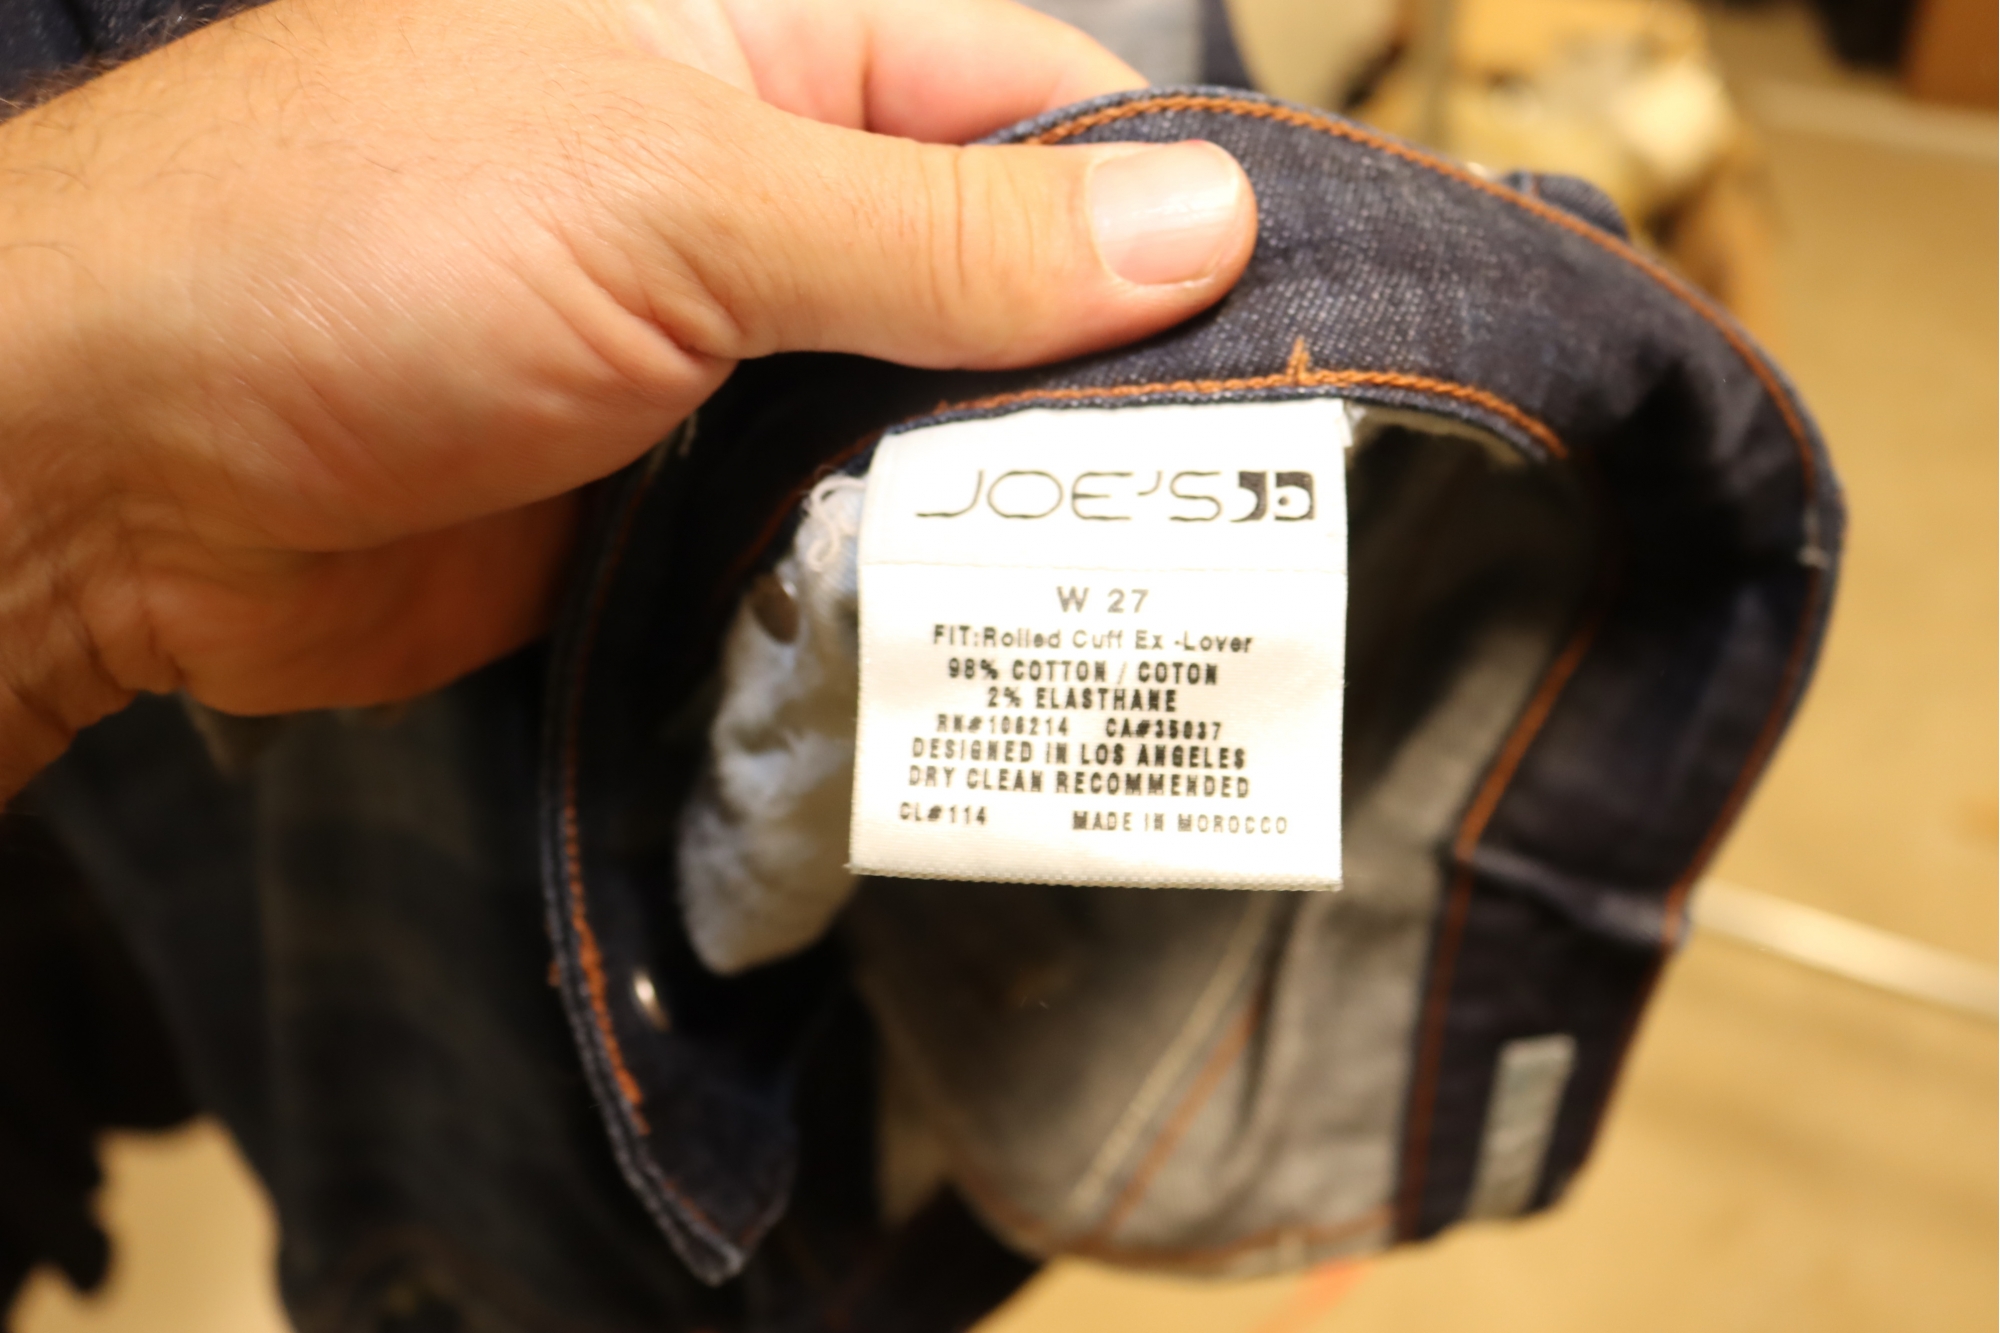 JOE'S
W 27
FIT:Rolled Cuff Ex -Lover
98% COTTON / COTON
2% ELASTHANE
RN#106214 CA#35037
DESIGNED IN LOS ANGELES
DRY CLEAN RECOMMENDED
CL#114 MADE IN MOROCCO